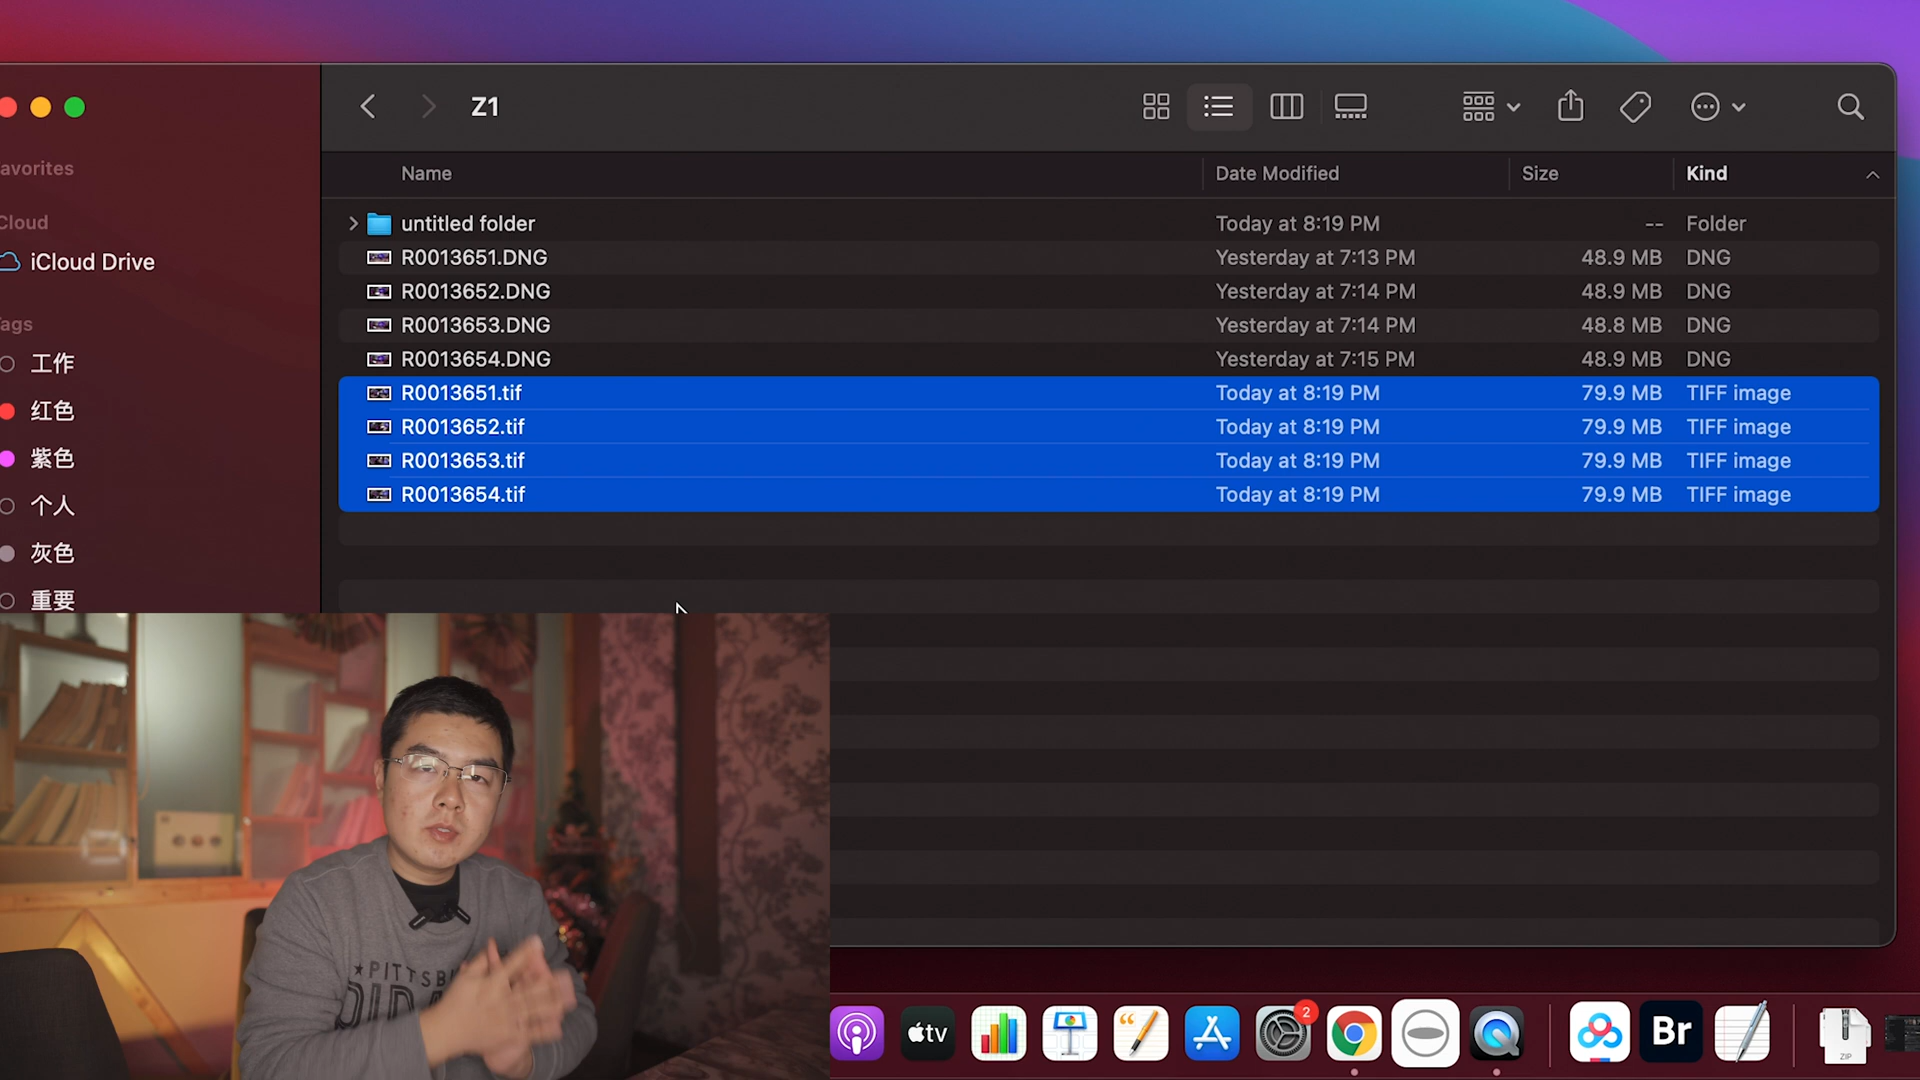 Z1
Name Date Modified Size Kind
untitled folder Today at 8:19 PM -- Folder
R0013651.DNG Yesterday at 7:13 PM 48.9 MB DNG
R0013652.DNG Yesterday at 7:14 PM 48.9 MB DNG
R0013653.DNG Yesterday at 7:14 PM 48.8 MB DNG
R0013654.DNG Yesterday at 7:15 PM 48.9 MB DNG
R0013651.tif Today at 8:19 PM 79.9 MB TIFF image
R0013652.tif Today at 8:19 PM 79.9 MB TIFF image
R0013653.tif Today at 8:19 PM 79.9 MB TIFF image
R0013654.tif Today at 8:19 PM 79.9 MB TIFF image
avorites
Cloud
iCloud Drive
ags
工作
红色
紫色
个人
灰色
重要
PITTSB
tv
2
Br
ZIP